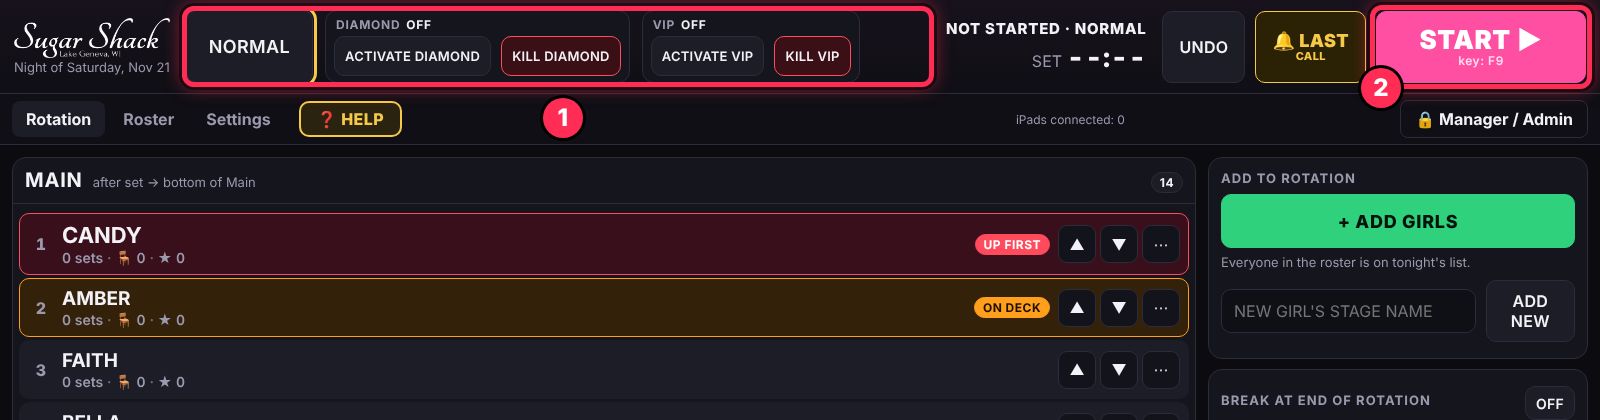 Sugar Shack
Lake Geneva, WI
Night of Saturday, Nov 21
NORMAL
DIAMOND OFF
ACTIVATE DIAMOND
KILL DIAMOND
VIP OFF
ACTIVATE VIP
KILL VIP
NOT STARTED · NORMAL
SET --:--
UNDO
🔔 LAST
CALL
START ▶
key: F9
1
2
Rotation
Roster
Settings
❓ HELP
iPads connected: 0
🔒 Manager / Admin
MAIN after set → bottom of Main
14
1
CANDY
0 sets · 🪑 0 · ★ 0
UP FIRST
▲
▼
···
2
AMBER
0 sets · 🪑 0 · ★ 0
ON DECK
▲
▼
···
3
FAITH
0 sets · 🪑 0 · ★ 0
▲
▼
···
ADD TO ROTATION
+ ADD GIRLS
Everyone in the roster is on tonight's list.
NEW GIRL'S STAGE NAME
ADD
NEW
BREAK AT END OF ROTATION
OFF